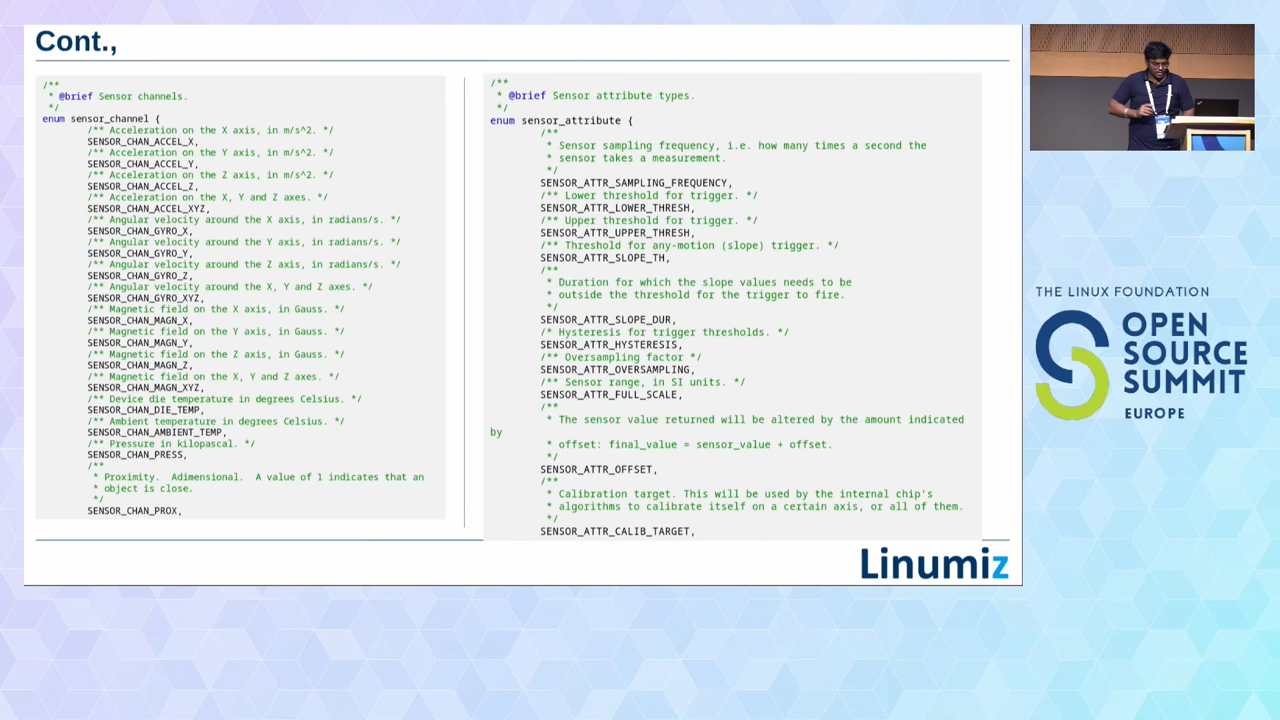 Cont.,
/**
* @brief Sensor channels.
*/
enum sensor_channel {
/** Acceleration on the X axis, in m/s^2. */
SENSOR_CHAN_ACCEL_X,
/** Acceleration on the Y axis, in m/s^2. */
SENSOR_CHAN_ACCEL_Y,
/** Acceleration on the Z axis, in m/s^2. */
SENSOR_CHAN_ACCEL_Z,
/** Acceleration on the X, Y and Z axes. */
SENSOR_CHAN_ACCEL_XYZ,
/** Angular velocity around the X axis, in radians/s. */
SENSOR_CHAN_GYRO_X,
/** Angular velocity around the Y axis, in radians/s. */
SENSOR_CHAN_GYRO_Y,
/** Angular velocity around the Z axis, in radians/s. */
SENSOR_CHAN_GYRO_Z,
/** Angular velocity around the X, Y and Z axes. */
SENSOR_CHAN_GYRO_XYZ,
/** Magnetic field on the X axis, in Gauss. */
SENSOR_CHAN_MAGN_X,
/** Magnetic field on the Y axis, in Gauss. */
SENSOR_CHAN_MAGN_Y,
/** Magnetic field on the Z axis, in Gauss. */
SENSOR_CHAN_MAGN_Z,
/** Magnetic field on the X, Y and Z axes. */
SENSOR_CHAN_MAGN_XYZ,
/** Device die temperature in degrees Celsius. */
SENSOR_CHAN_DIE_TEMP,
/** Ambient temperature in degrees Celsius. */
SENSOR_CHAN_AMBIENT_TEMP,
/** Pressure in kilopascal. */
SENSOR_CHAN_PRESS,
/**
* Proximity. Adimensional. A value of 1 indicates that an
* object is close.
*/
SENSOR_CHAN_PROX,
/**
* @brief Sensor attribute types.
*/
enum sensor_attribute {
/**
* Sensor sampling frequency, i.e. how many times a second the
* sensor takes a measurement.
*/
SENSOR_ATTR_SAMPLING_FREQUENCY,
/** Lower threshold for trigger. */
SENSOR_ATTR_LOWER_THRESH,
/** Upper threshold for trigger. */
SENSOR_ATTR_UPPER_THRESH,
/** Threshold for any-motion (slope) trigger. */
SENSOR_ATTR_SLOPE_TH,
/**
* Duration for which the slope values needs to be
* outside the threshold for the trigger to fire.
*/
SENSOR_ATTR_SLOPE_DUR,
/* Hysteresis for trigger thresholds. */
SENSOR_ATTR_HYSTERESIS,
/** Oversampling factor */
SENSOR_ATTR_OVERSAMPLING,
/** Sensor range, in SI units. */
SENSOR_ATTR_FULL_SCALE,
/**
* The sensor value returned will be altered by the amount indicated
by
* offset: final_value = sensor_value + offset.
*/
SENSOR_ATTR_OFFSET,
/**
* Calibration target. This will be used by the internal chip's
* algorithms to calibrate itself on a certain axis, or all of them.
*/
SENSOR_ATTR_CALIB_TARGET,
Linumiz
THE LINUX FOUNDATION
OPEN
SOURCE
SUMMIT
EUROPE